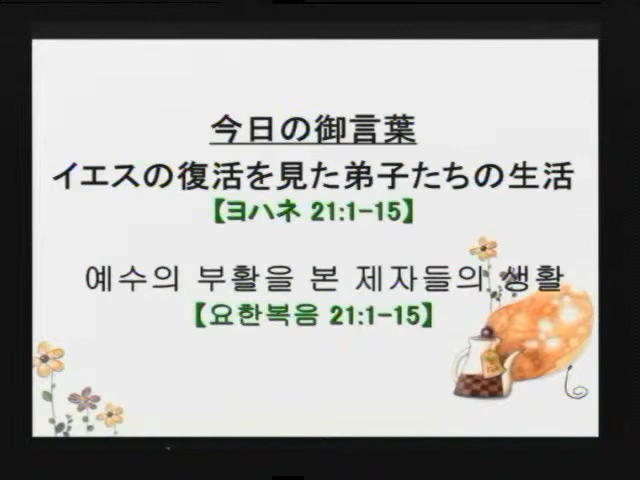 今日の御言葉
イエスの復活を見た弟子たちの生活
【ヨハネ 21:1-15】
예수의 부활을 본 제자들의 생활
【요한복음 21:1-15】